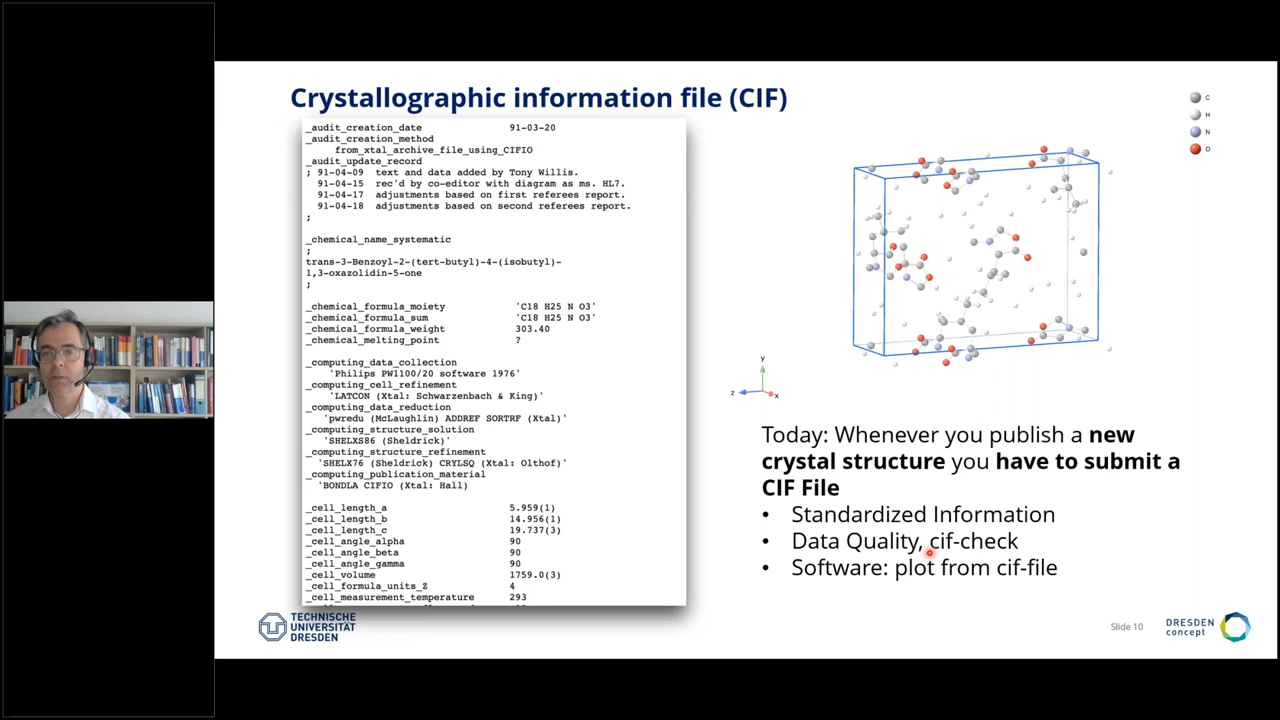 Crystallographic information file (CIF)
_audit_creation_date 91-03-20
_audit_creation_method
from_xtal_archive_file_using_CIFIO
_audit_update_record
; 91-04-09 text and data added by Tony Willis.
91-04-15 rec'd by co-editor with diagram as ms. HL7.
91-04-17 adjustments based on first referees report.
91-04-18 adjustments based on second referees report.
;
_chemical_name_systematic
;
trans-3-Benzoyl-2-(tert-butyl)-4-(isobutyl)-
1,3-oxazolidin-5-one
;
_chemical_formula_moiety 'C18 H25 N O3'
_chemical_formula_sum 'C18 H25 N O3'
_chemical_formula_weight 303.40
_chemical_melting_point ?
_computing_data_collection
'Philips PW1100/20 software 1976'
_computing_cell_refinement
'LATCON (Xtal: Schwarzenbach & King)'
_computing_data_reduction
'pwredu (McLaughlin) ADDREF SORTRF (Xtal)'
_computing_structure_solution
'SHELXS86 (Sheldrick)'
_computing_structure_refinement
'SHELX76 (Sheldrick) CRYLSQ (Xtal: Olthof)'
_computing_publication_material
'BONDLA CIFIO (Xtal: Hall)
_cell_length_a 5.959(1)
_cell_length_b 14.956(1)
_cell_length_c 19.737(3)
_cell_angle_alpha 90
_cell_angle_beta 90
_cell_angle_gamma 90
_cell_volume 1759.0(3)
_cell_formula_units_Z 4
_cell_measurement_temperature 293
C
H
N
O
y
z
x
Today: Whenever you publish a new
crystal structure you have to submit a
CIF File
• Standardized Information
• Data Quality, cif-check
• Software: plot from cif-file
TECHNISCHE
UNIVERSITÄT
DRESDEN
Slide 10
DRESDEN
concept